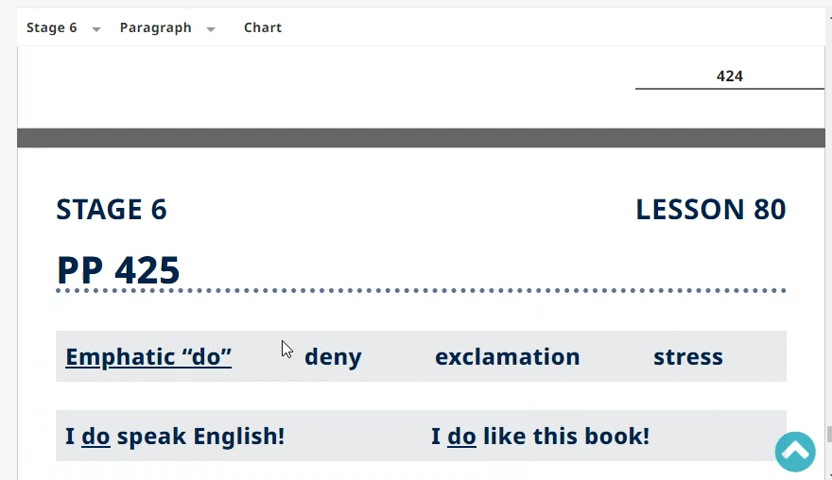 Stage 6 Paragraph Chart
424
STAGE 6 LESSON 80
PP 425
Emphatic “do” deny exclamation stress
I do speak English! I do like this book!